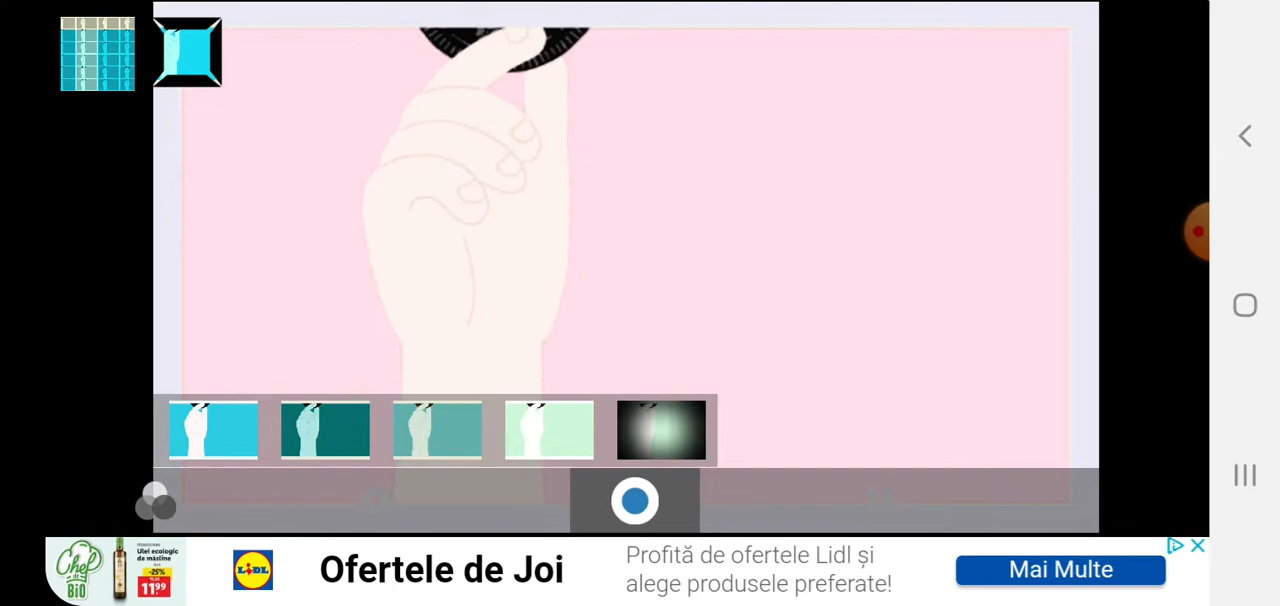 Chef
de
BIO
Ulei ecologic
de măsline
-25%
11.99
LIDL
Ofertele de Joi
Profită de ofertele Lidl și
alege produsele preferate!
Mai Multe